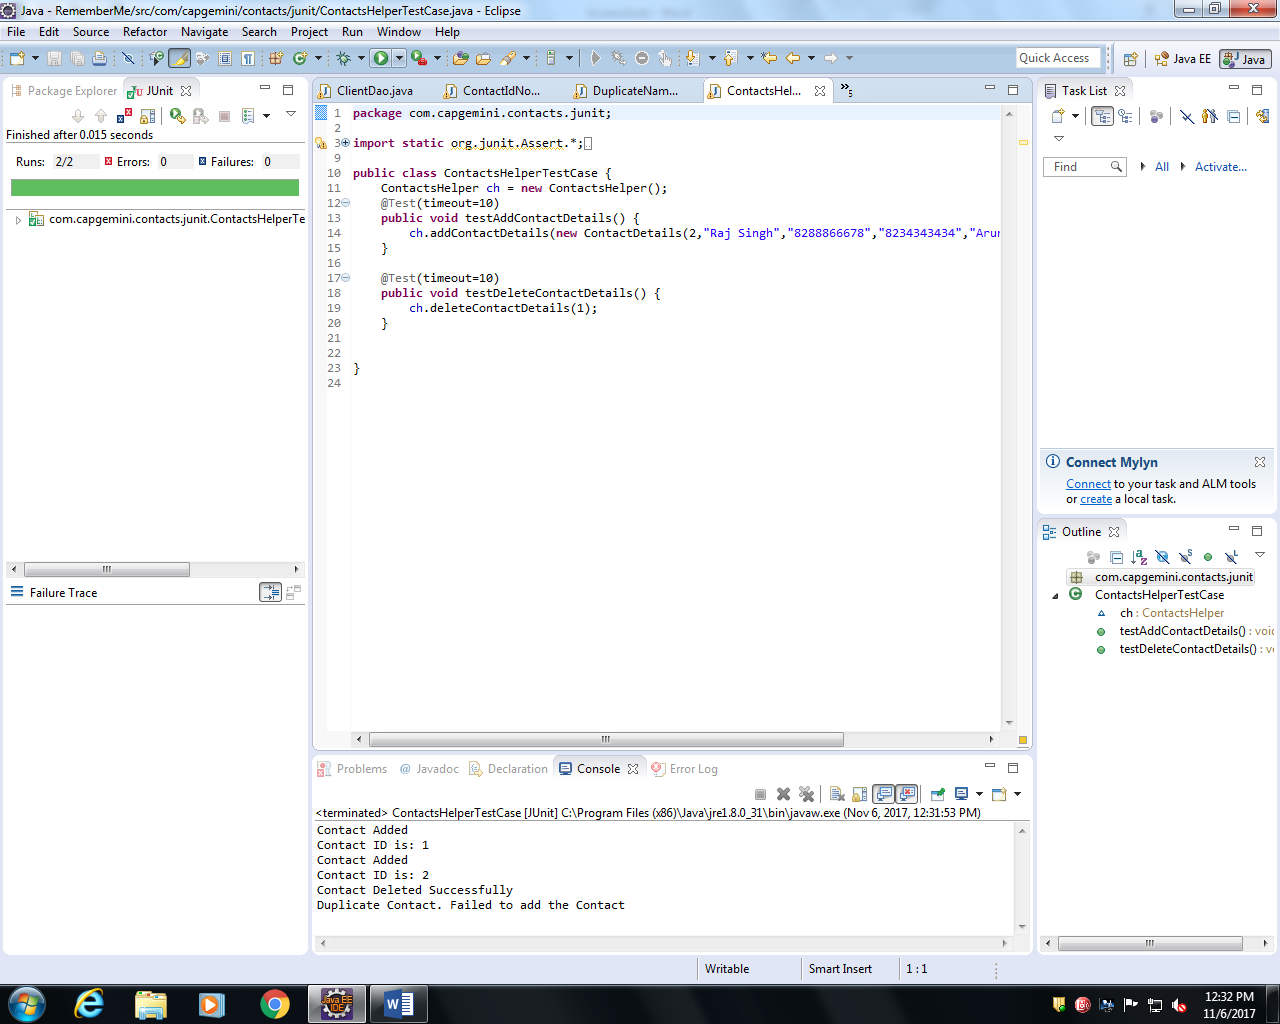 Java - RememberMe/src/com/capgemini/contacts/junit/ContactsHelperTestCase.java - Eclipse
File Edit Source Refactor Navigate Search Project Run Window Help
Quick Access Java EE Java
Package Explorer JUnit
Finished after 0.015 seconds
Runs: 2/2 Errors: 0 Failures: 0
com.capgemini.contacts.junit.ContactsHelperTe
Failure Trace
ClientDao.java ContactIdNo... DuplicateNam... ContactsHel... »5
1 package com.capgemini.contacts.junit;
2
3 import static org.junit.Assert.*;
9
10 public class ContactsHelperTestCase {
11 ContactsHelper ch = new ContactsHelper();
12 @Test(timeout=10)
13 public void testAddContactDetails() {
14 ch.addContactDetails(new ContactDetails(2,"Raj Singh","8288866678","8234343434","Arun
15 }
16
17 @Test(timeout=10)
18 public void testDeleteContactDetails() {
19 ch.deleteContactDetails(1);
20 }
21
22
23 }
24
Task List
Find All Activate...
Connect Mylyn
Connect to your task and ALM tools
or create a local task.
Outline
com.capgemini.contacts.junit
ContactsHelperTestCase
ch : ContactsHelper
testAddContactDetails() : void
testDeleteContactDetails() : v
Problems @ Javadoc Declaration Console Error Log
<terminated> ContactsHelperTestCase [JUnit] C:\Program Files (x86)\Java\jre1.8.0_31\bin\javaw.exe (Nov 6, 2017, 12:31:53 PM)
Contact Added
Contact ID is: 1
Contact Added
Contact ID is: 2
Contact Deleted Successfully
Duplicate Contact. Failed to add the Contact
Writable Smart Insert 1 : 1
Java EE
IDE
12:32 PM
11/6/2017